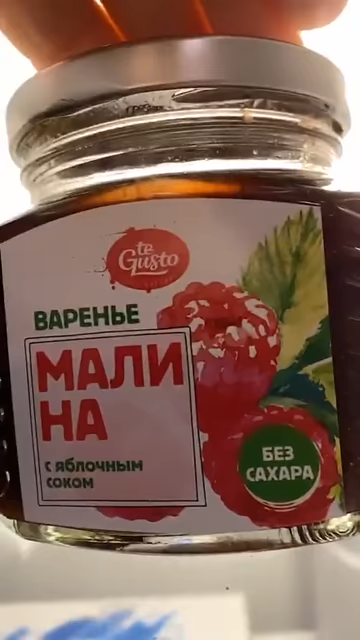 te
Gusto
ВАРЕНЬЕ
МАЛИ
НА
С ЯБЛОЧНЫМ
СОКОМ
БЕЗ
САХАРА